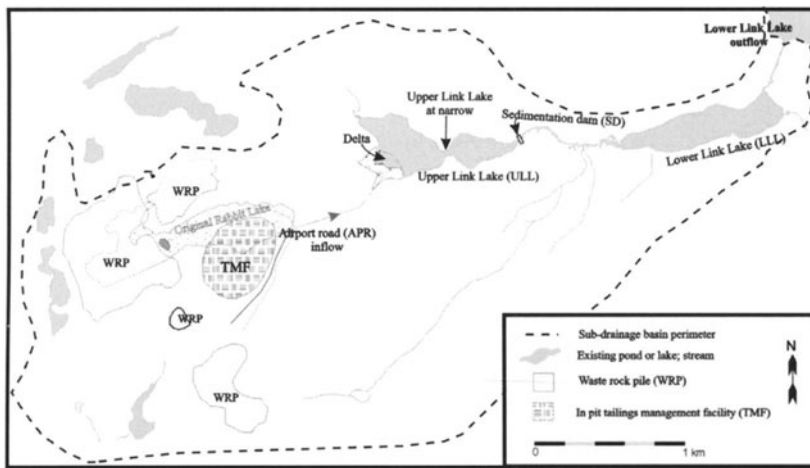 Lower Link Lake
outflow
Upper Link Lake
at narrow
Sedimentation dam (SD)
Delta
Lower Link Lake (LLL)
Upper Link Lake (ULL)
WRP
Original Rabbit Lake
Airport road (APR)
inflow
WRP
TMF
WRP
WRP
Sub-drainage basin perimeter
Existing pond or lake; stream
Waste rock pile (WRP)
In pit tailings management facility (TMF)
N
0
1 km